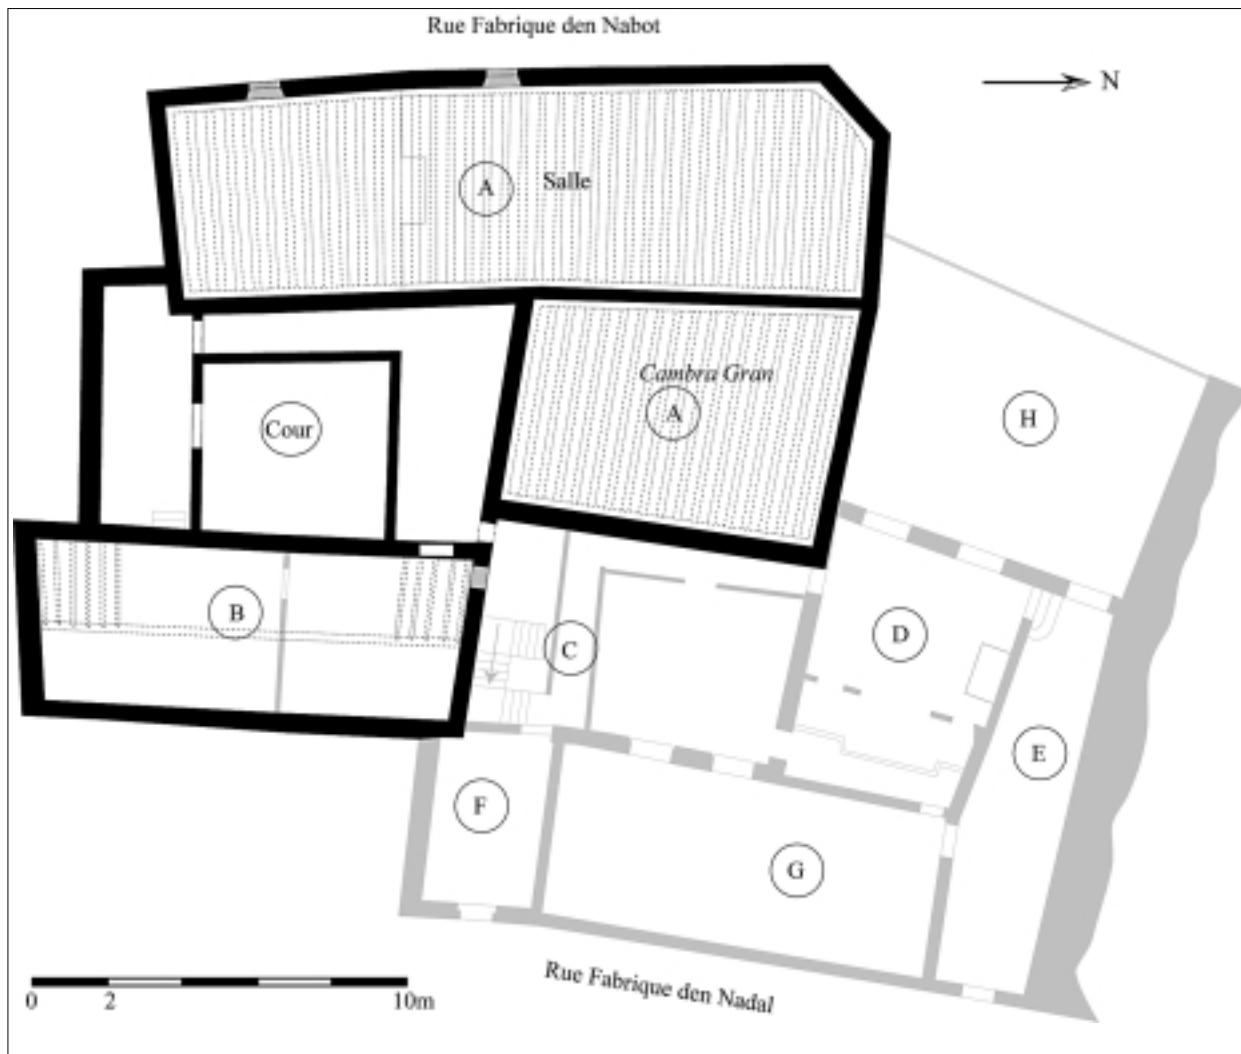 Rue Fabrique den Nabot
N
A
Salle
Cambra Gran
A
Cour
H
B
C
D
E
F
G
Rue Fabrique den Nadal
0 2 10m